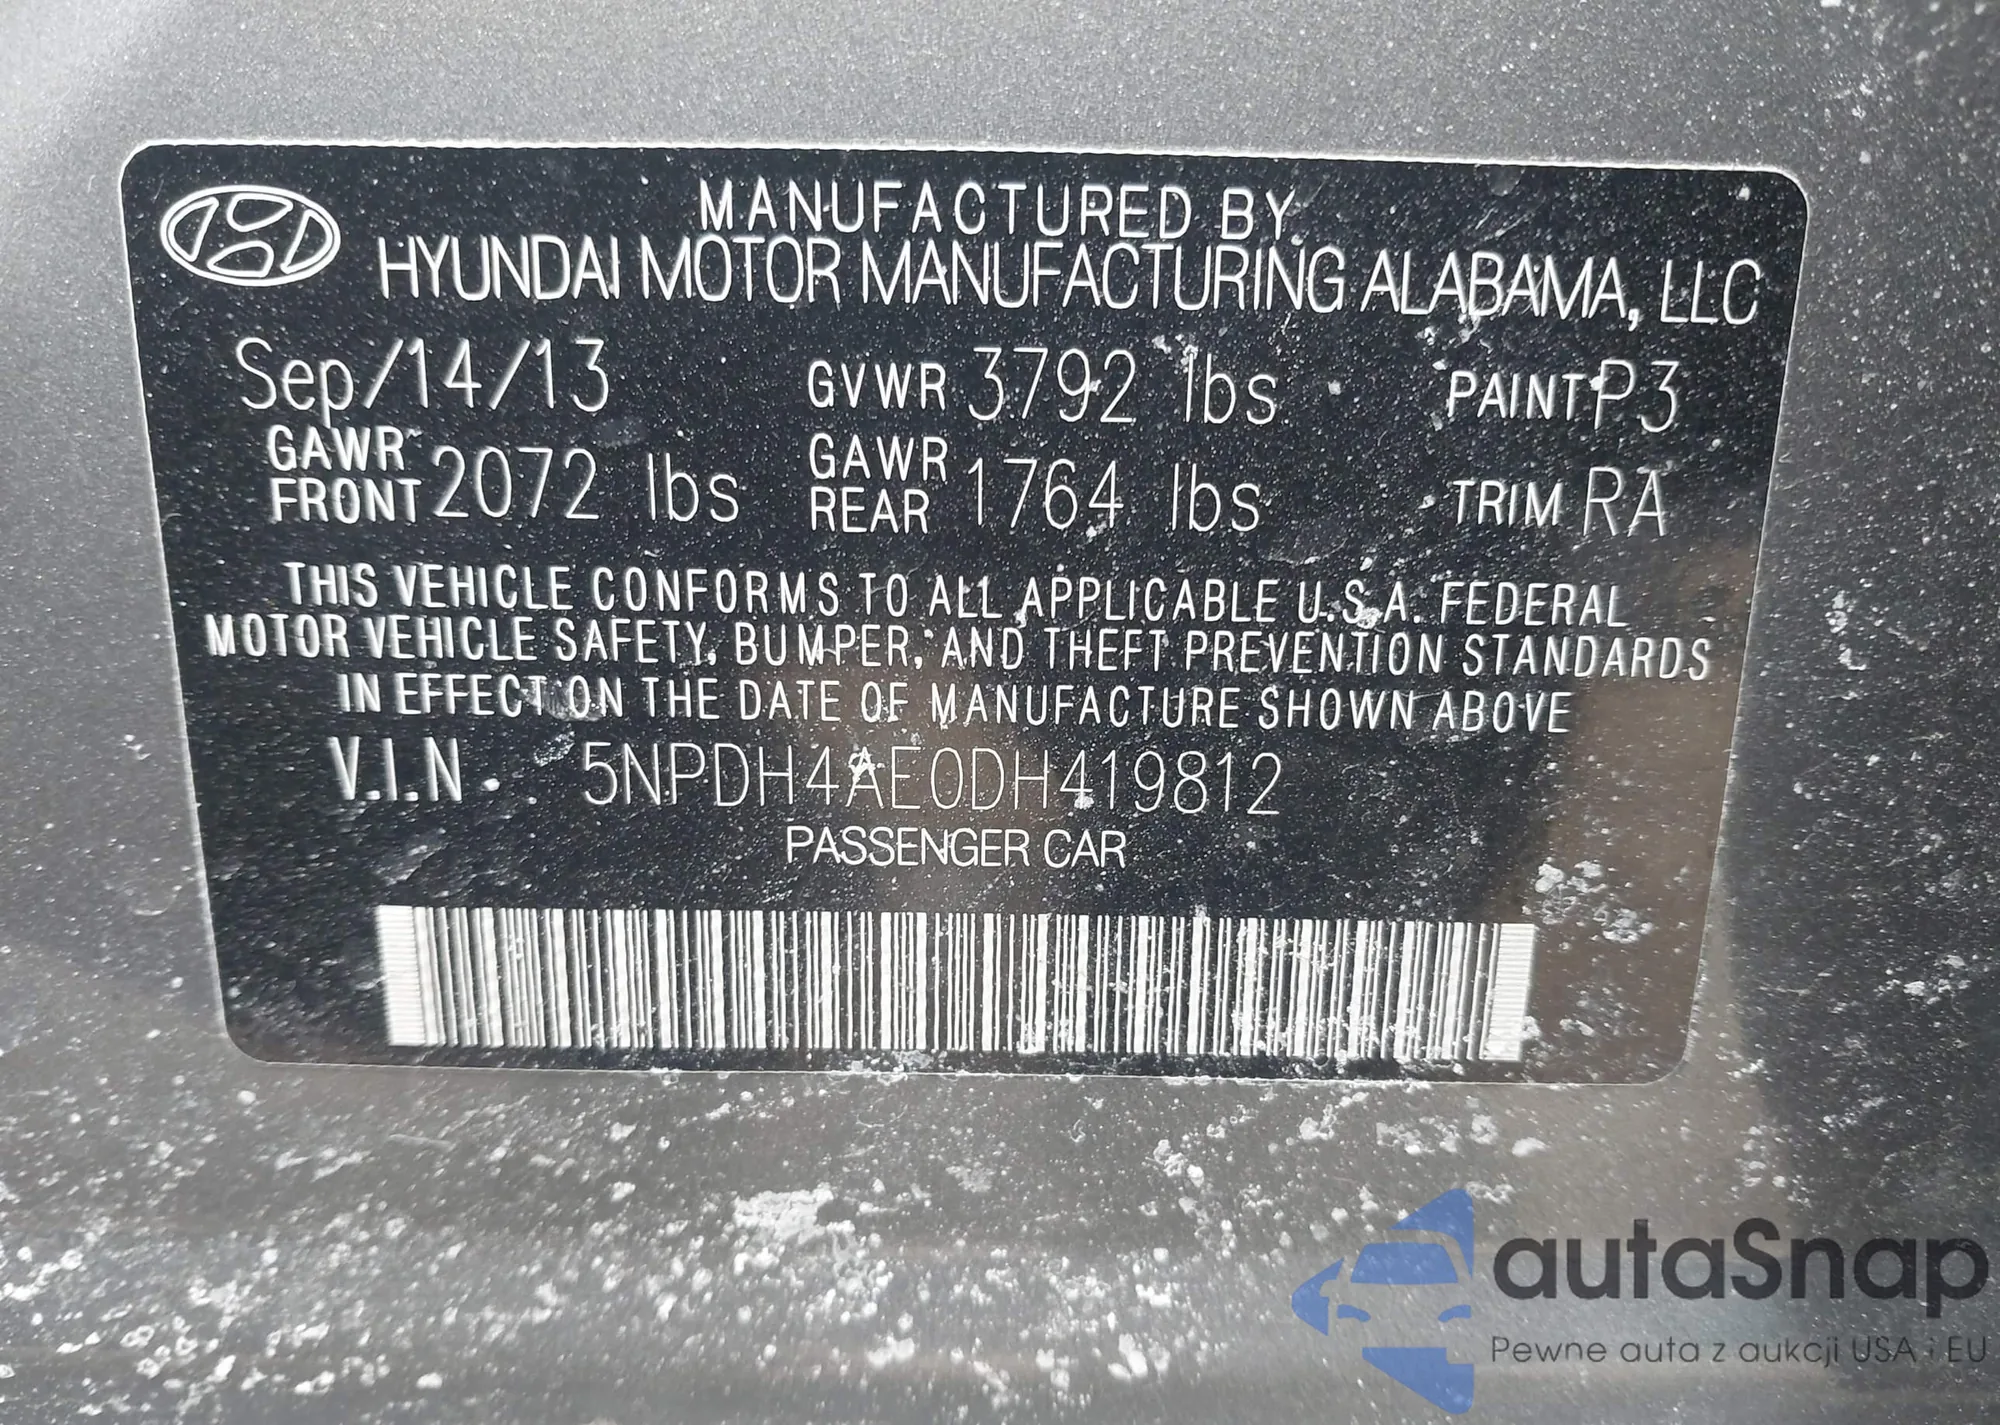 MANUFACTURED BY
HYUNDAI MOTOR MANUFACTURING ALABAMA, LLC
Sep/14/13 GVWR 3792 lbs PAINT P3
GAWR FRONT 2072 lbs GAWR REAR 1764 lbs TRIM RA
THIS VEHICLE CONFORMS TO ALL APPLICABLE U.S.A. FEDERAL
MOTOR VEHICLE SAFETY, BUMPER, AND THEFT PREVENTION STANDARDS
IN EFFECT ON THE DATE OF MANUFACTURE SHOWN ABOVE
V.I.N. 5NPDH4AE0DH419812
PASSENGER CAR
autaSnap
Pewne auta z aukcji USA i EU